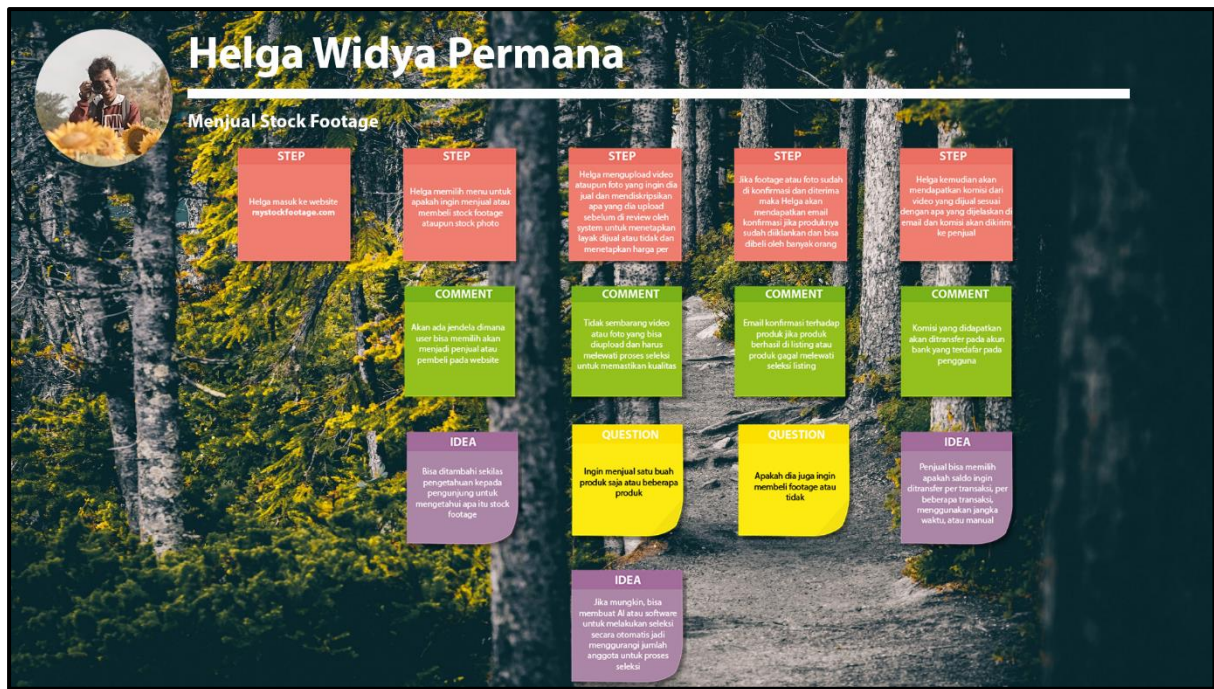 Helga Widya Permana
Menjual Stock Footage
STEP
Helga masuk ke website
mystockfootage.com
STEP
Helga memilih menu untuk
apakah ingin menjual atau
membeli stock footage
ataupun stock photo
STEP
Helga mengupload video
ataupun foto yang ingin dia
jual dan mendiskripsikan
apa yang dia upload
sebelum di review oleh
system untuk menetapkan
layak dijual atau tidak dan
menetapkan harga per
STEP
Jika footage atau foto sudah
di konfirmasi dan diterima
maka Helga akan
mendapatkan email
konfirmasi jika produknya
sudah diiklankan dan bisa
dibeli oleh banyak orang
STEP
Helga kemudian akan
mendapatkan komisi dari
video yang dijual sesuai
dengan apa yang dijelaskan di
email dan komisi akan dikirim
ke penjual
COMMENT
Akan ada jendela dimana
user bisa memilih akan
menjadi penjual atau
pembeli pada website
COMMENT
Tidak sembarang video
atau foto yang bisa
diupload dan harus
melewati proses seleksi
untuk memastikan kualitas
COMMENT
Email konfirmasi terhadap
produk jika produk
berhasil di listing atau
produk gagal melewati
seleksi listing
COMMENT
Komisi yang didapatkan
akan ditransfer pada akun
bank yang terdafar pada
pengguna
IDEA
Bisa ditambahi sekilas
pengetahuan kepada
pengunjung untuk
mengetahui apa itu stock
footage
QUESTION
Ingin menjual satu buah
produk saja atau beberapa
produk
QUESTION
Apakah dia juga ingin
membeli footage atau
tidak
IDEA
Penjual bisa memilih
apakah saldo ingin
ditransfer per transaksi, per
beberapa transaksi,
menggunakan jangka
waktu, atau manual
IDEA
Jika mungkin, bisa
membuat AI atau software
untuk melakukan seleksi
secara otomatis jadi
menggurangi jumlah
anggota untuk proses
seleksi